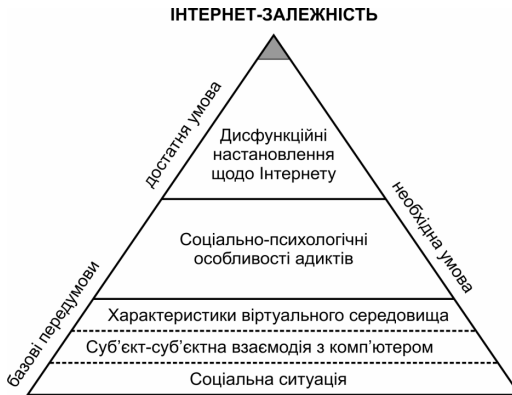 ІНТЕРНЕТ-ЗАЛЕЖНІСТЬ
достатня умова
Дисфункційні
настановлення
щодо Інтернету
необхідна умова
Соціально-психологічні
особливості адиктів
базові передумови
Характеристики віртуального середовища
Суб'єкт-суб'єктна взаємодія з комп'ютером
Соціальна ситуація